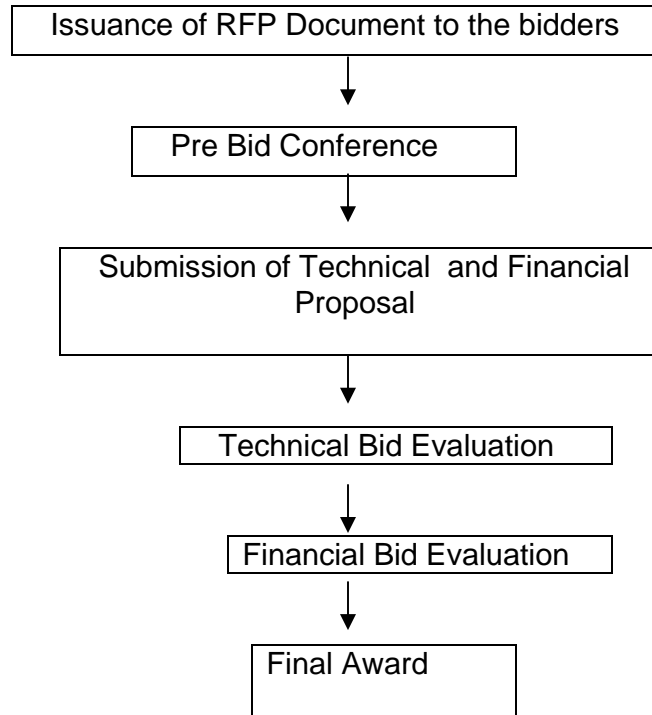 Issuance of RFP Document to the bidders
Pre Bid Conference
Submission of Technical and Financial
Proposal
Technical Bid Evaluation
Financial Bid Evaluation
Final Award